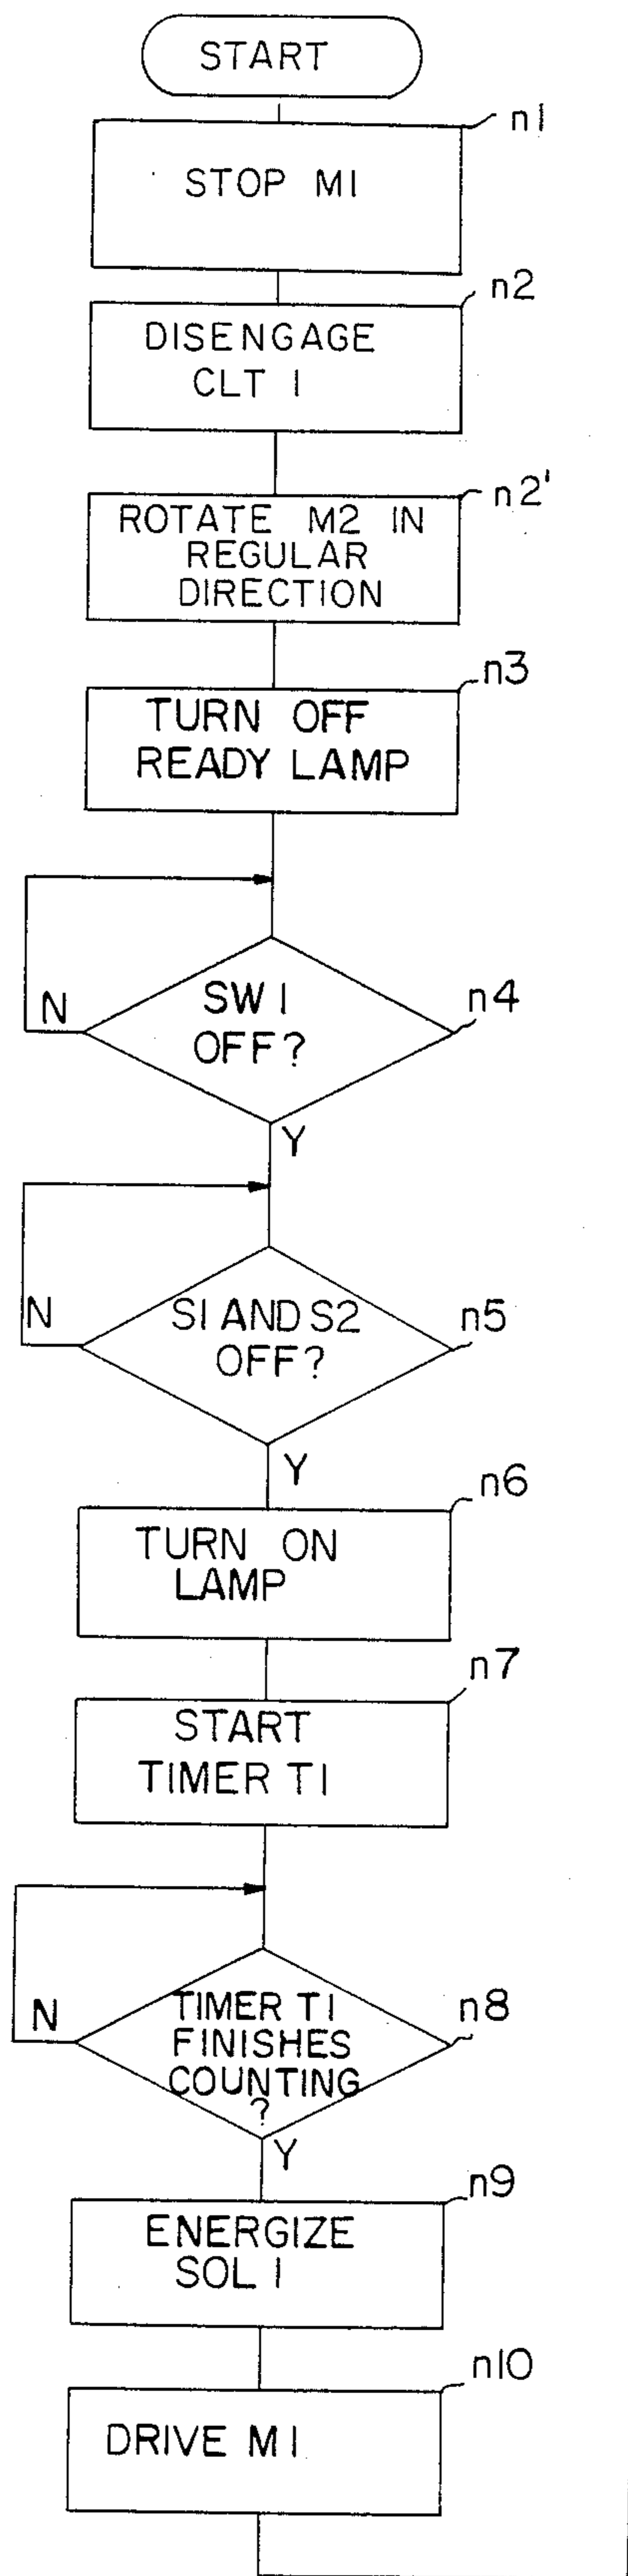 START
n1
STOP M1
n2
DISENGAGE
CLT 1
n2'
ROTATE M2 IN
REGULAR
DIRECTION
n3
TURN OFF
READY LAMP
N
SW1
OFF?
n4
Y
N
S1 AND S2
OFF?
n5
Y
n6
TURN ON
LAMP
n7
START
TIMER T1
N
TIMER T1
FINISHES
COUNTING
?
n8
Y
n9
ENERGIZE
SOL 1
n10
DRIVE M1